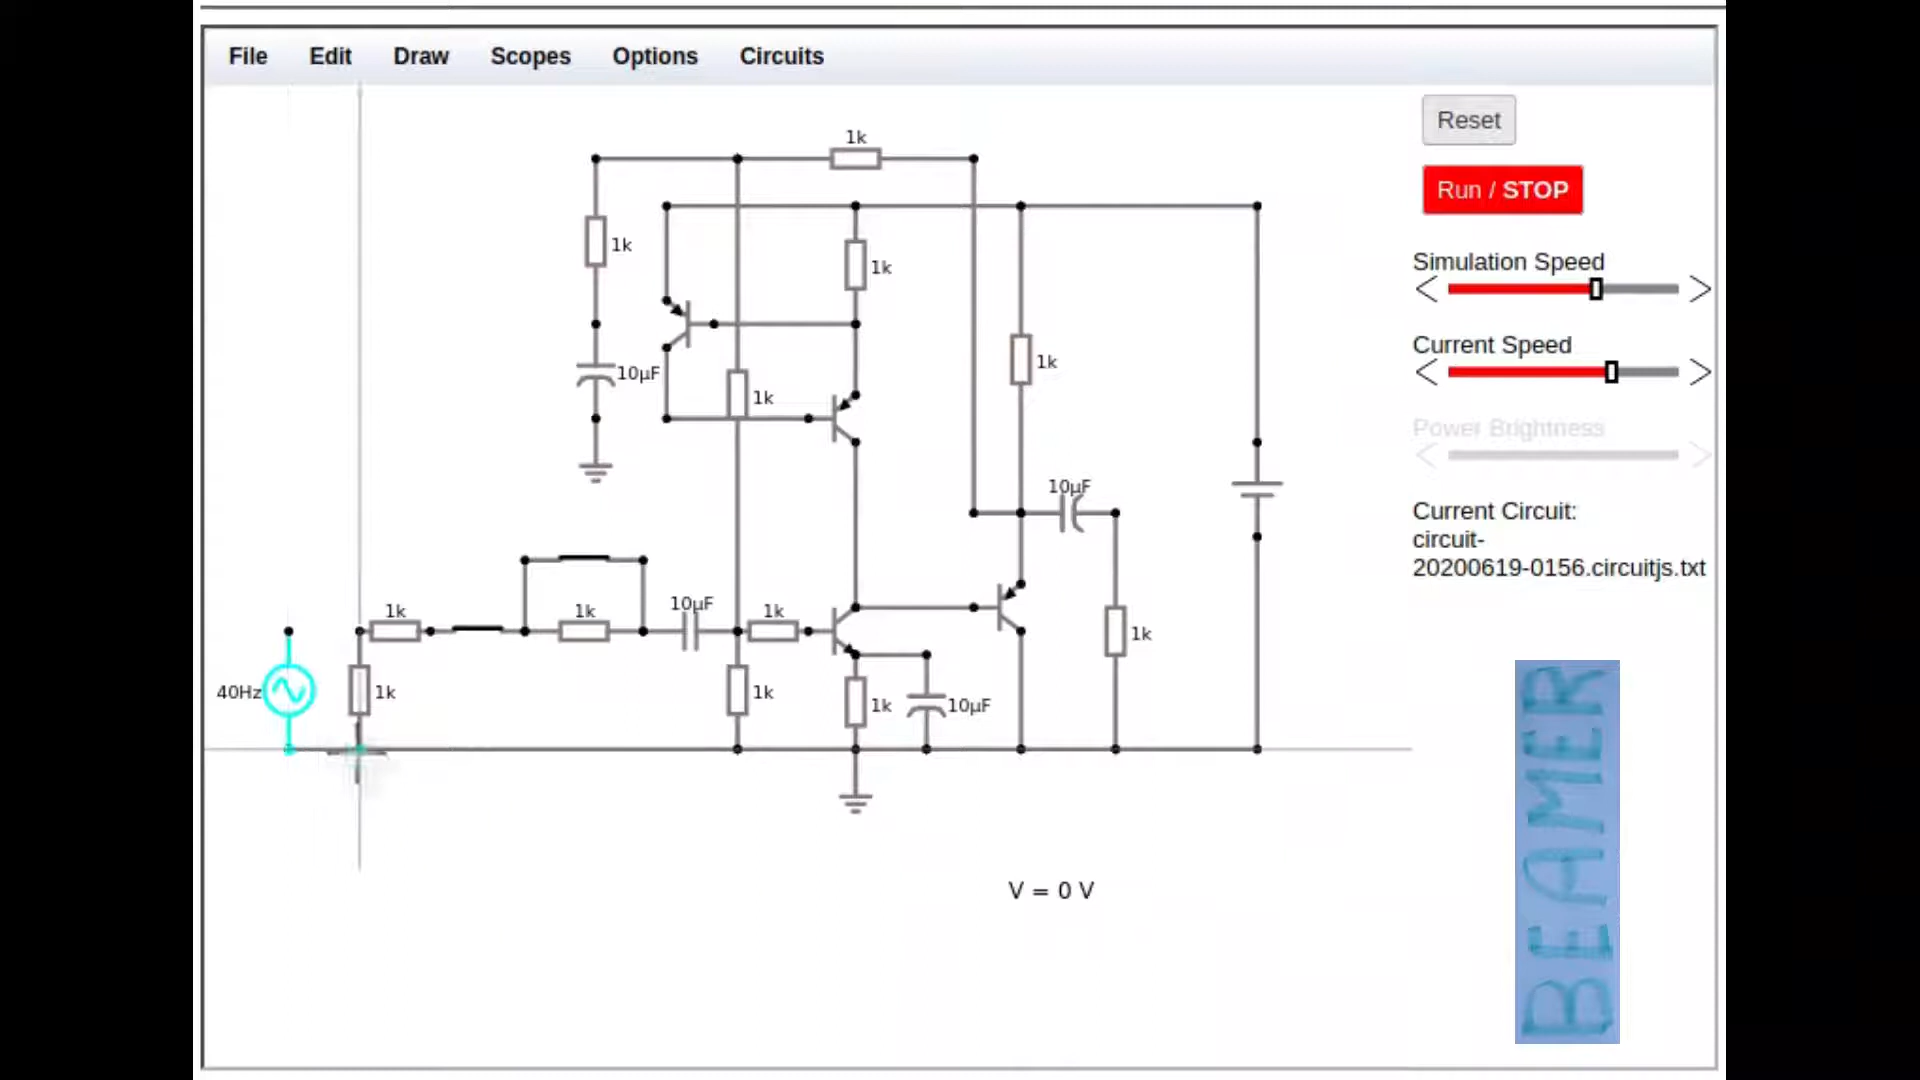 File Edit Draw Scopes Options Circuits
Reset
Run / STOP
Simulation Speed
Current Speed
Power Brightness
Current Circuit:
circuit-
20200619-0156.circuitjs.txt
1k
1k
1k
1k
10µF
1k
10µF
1k
1k
10µF
1k
1k
40Hz
1k
1k
1k
10µF
V = 0 V
BEAMER